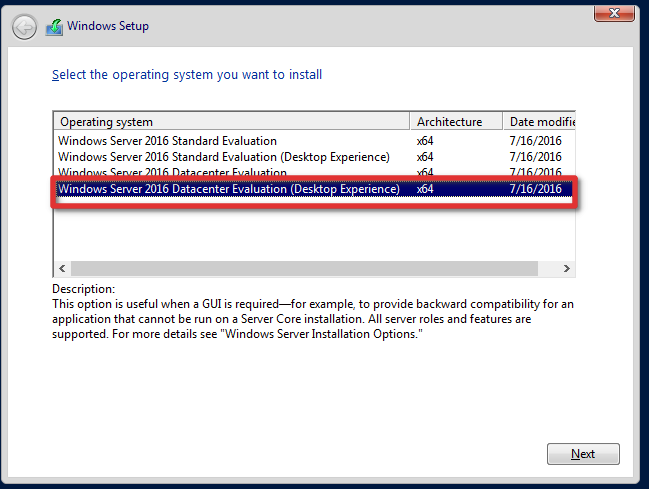 Windows Setup
Select the operating system you want to install
Operating system Architecture Date modifie
Windows Server 2016 Standard Evaluation x64 7/16/2016
Windows Server 2016 Standard Evaluation (Desktop Experience) x64 7/16/2016
Windows Server 2016 Datacenter Evaluation x64 7/16/2016
Windows Server 2016 Datacenter Evaluation (Desktop Experience) x64 7/16/2016
Description:
This option is useful when a GUI is required—for example, to provide backward compatibility for an
application that cannot be run on a Server Core installation. All server roles and features are
supported. For more details see "Windows Server Installation Options."
Next